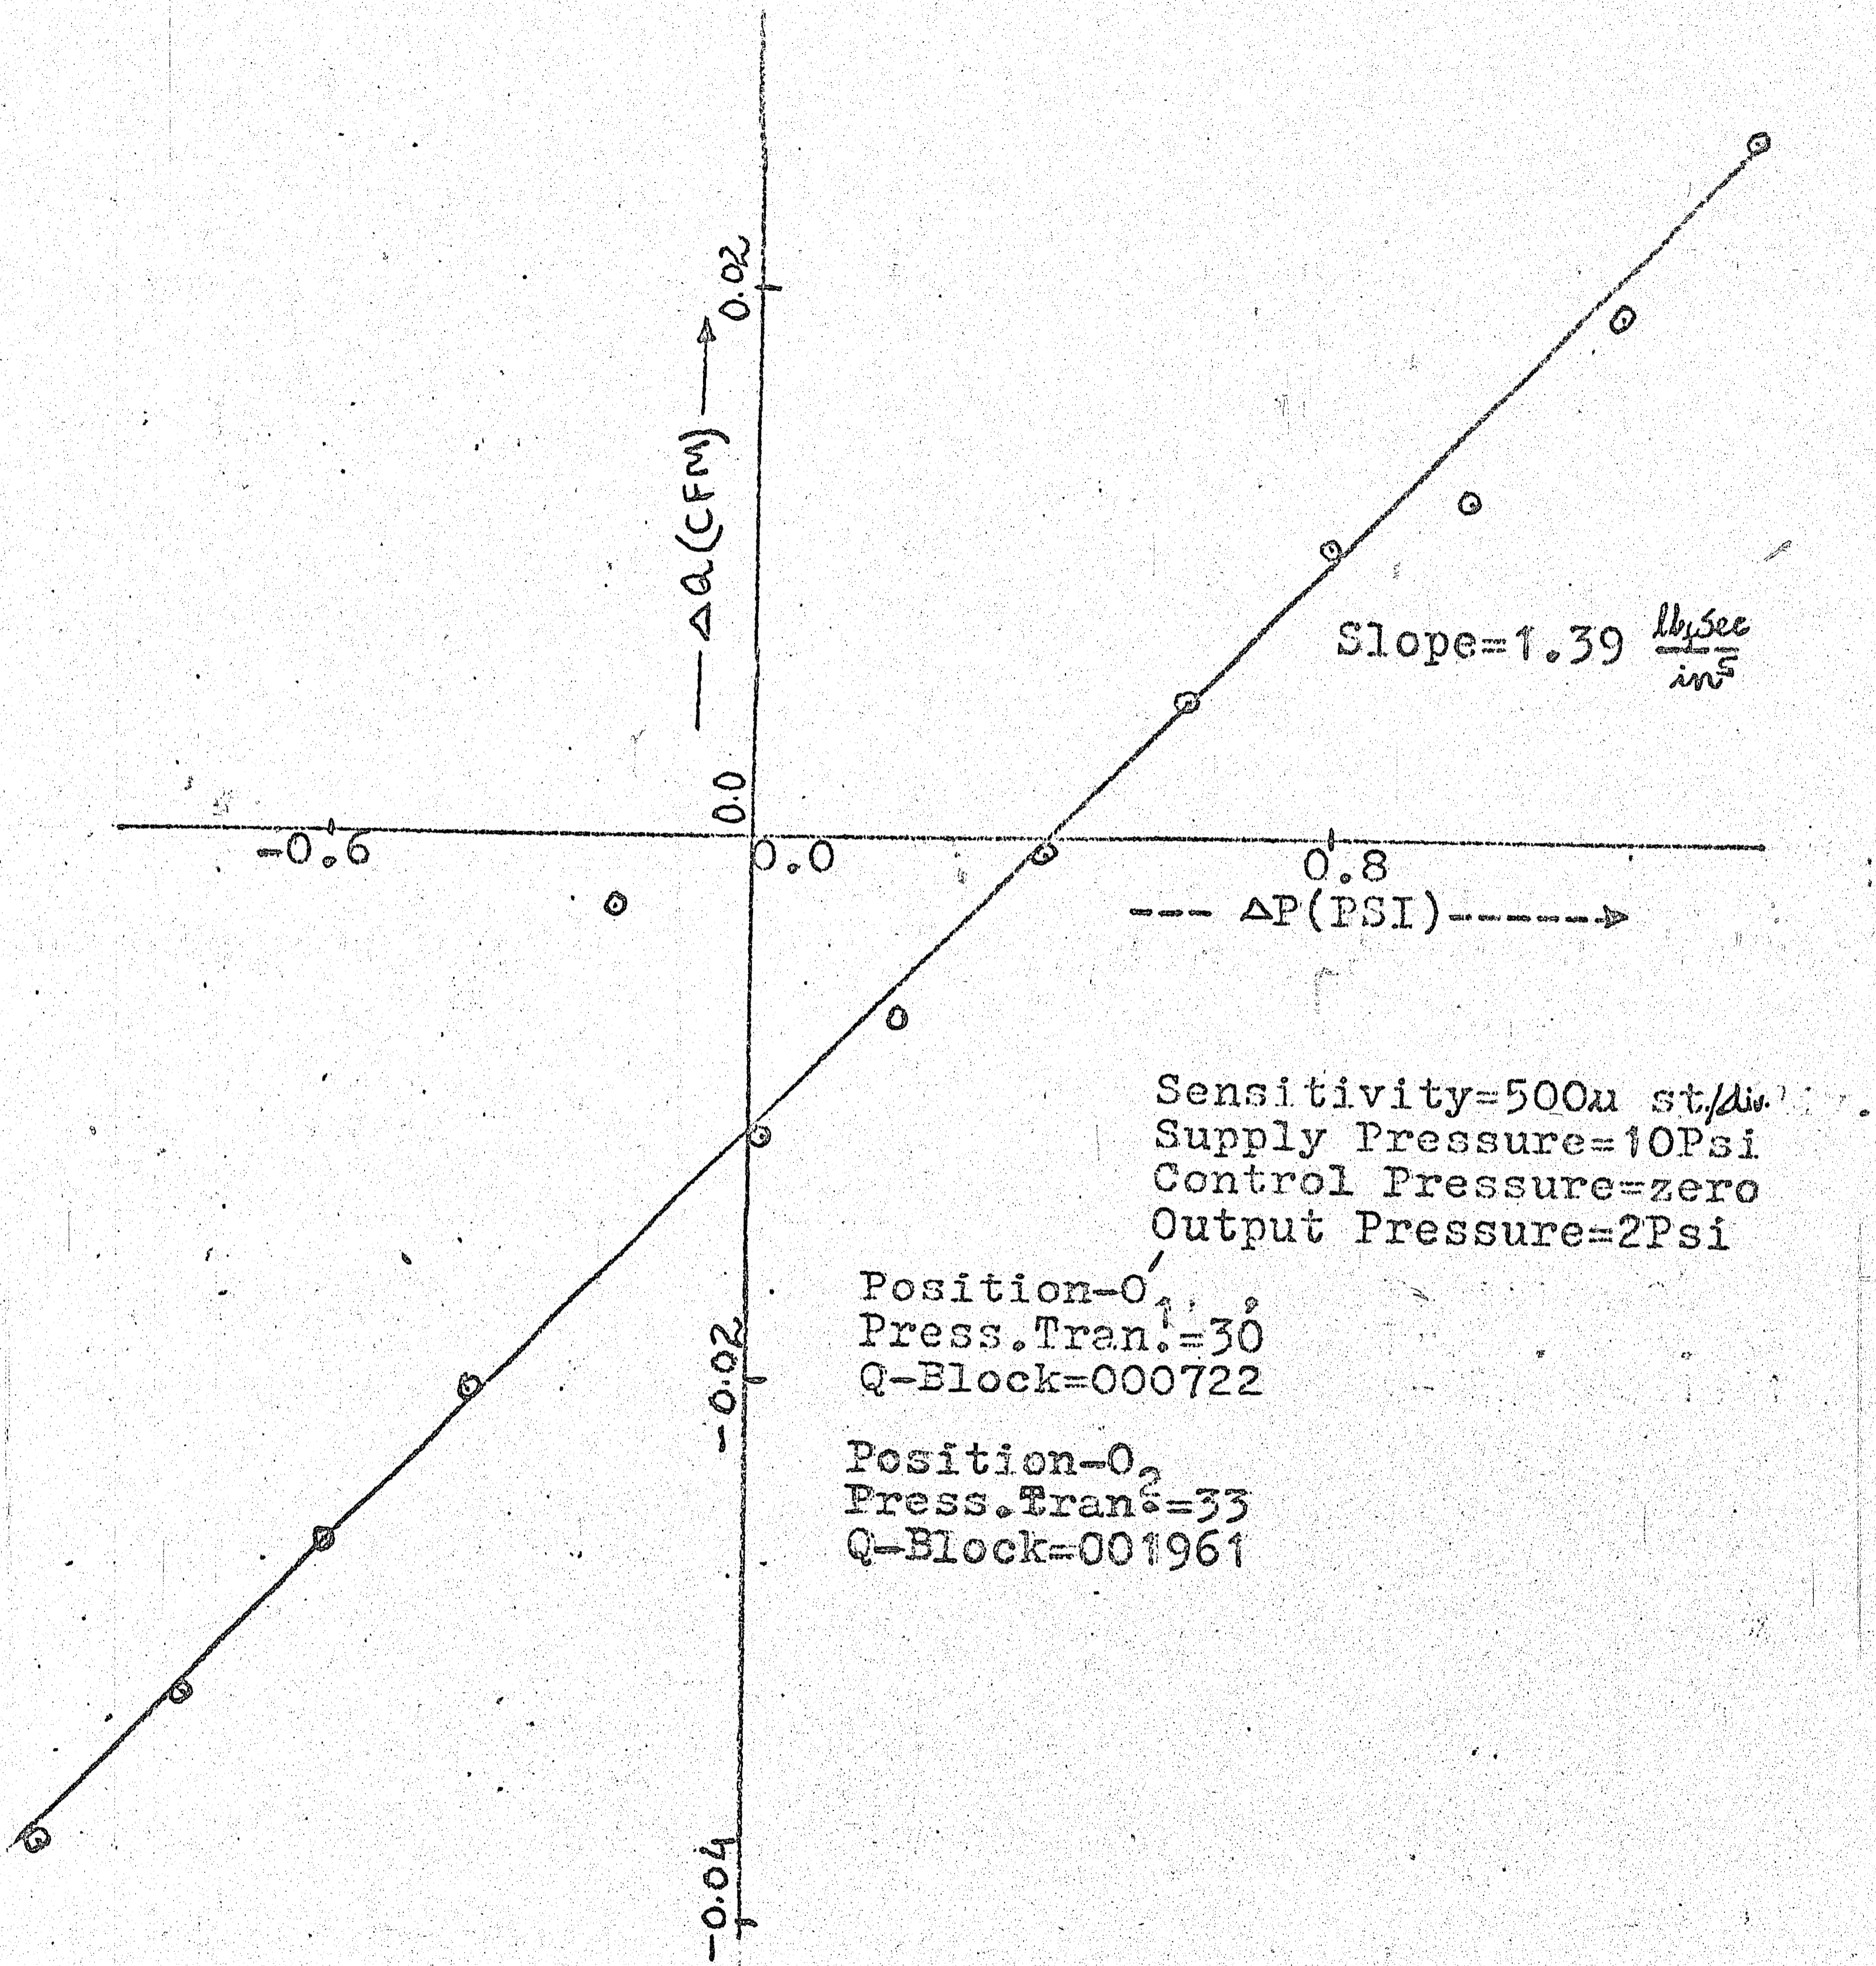 0.02
ΔQ(CFM)
Slope=1.39 lbf sec
in⁵
0.0
-0.6
0.0
0.8
ΔP(PSI)
Sensitivity=500μ st./div.
Supply Pressure=10Psi
Control Pressure=zero
Output Pressure=2Psi
Position-O₁
Press.Tran.=30
Q-Block=000722
-0.02
Position-O₂
Press.Tran.=33
Q-Block=001961
-0.04